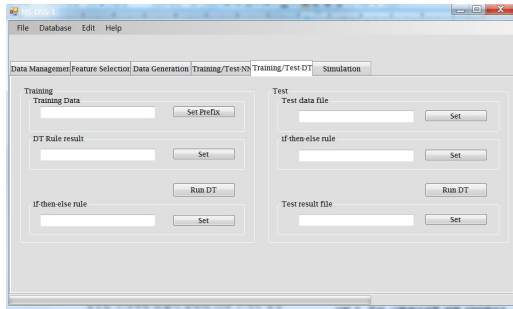 File Database Edit Help
Data Managemer Feature Selection Data Generation Training/Test-NN Training/Test-DT Simulation
Training
Training Data
Set Prefix
DT Rule result
Set
Run DT
if-then-else rule
Set
Test
Test data file
Set
if-then-else rule
Set
Run DT
Test result file
Set